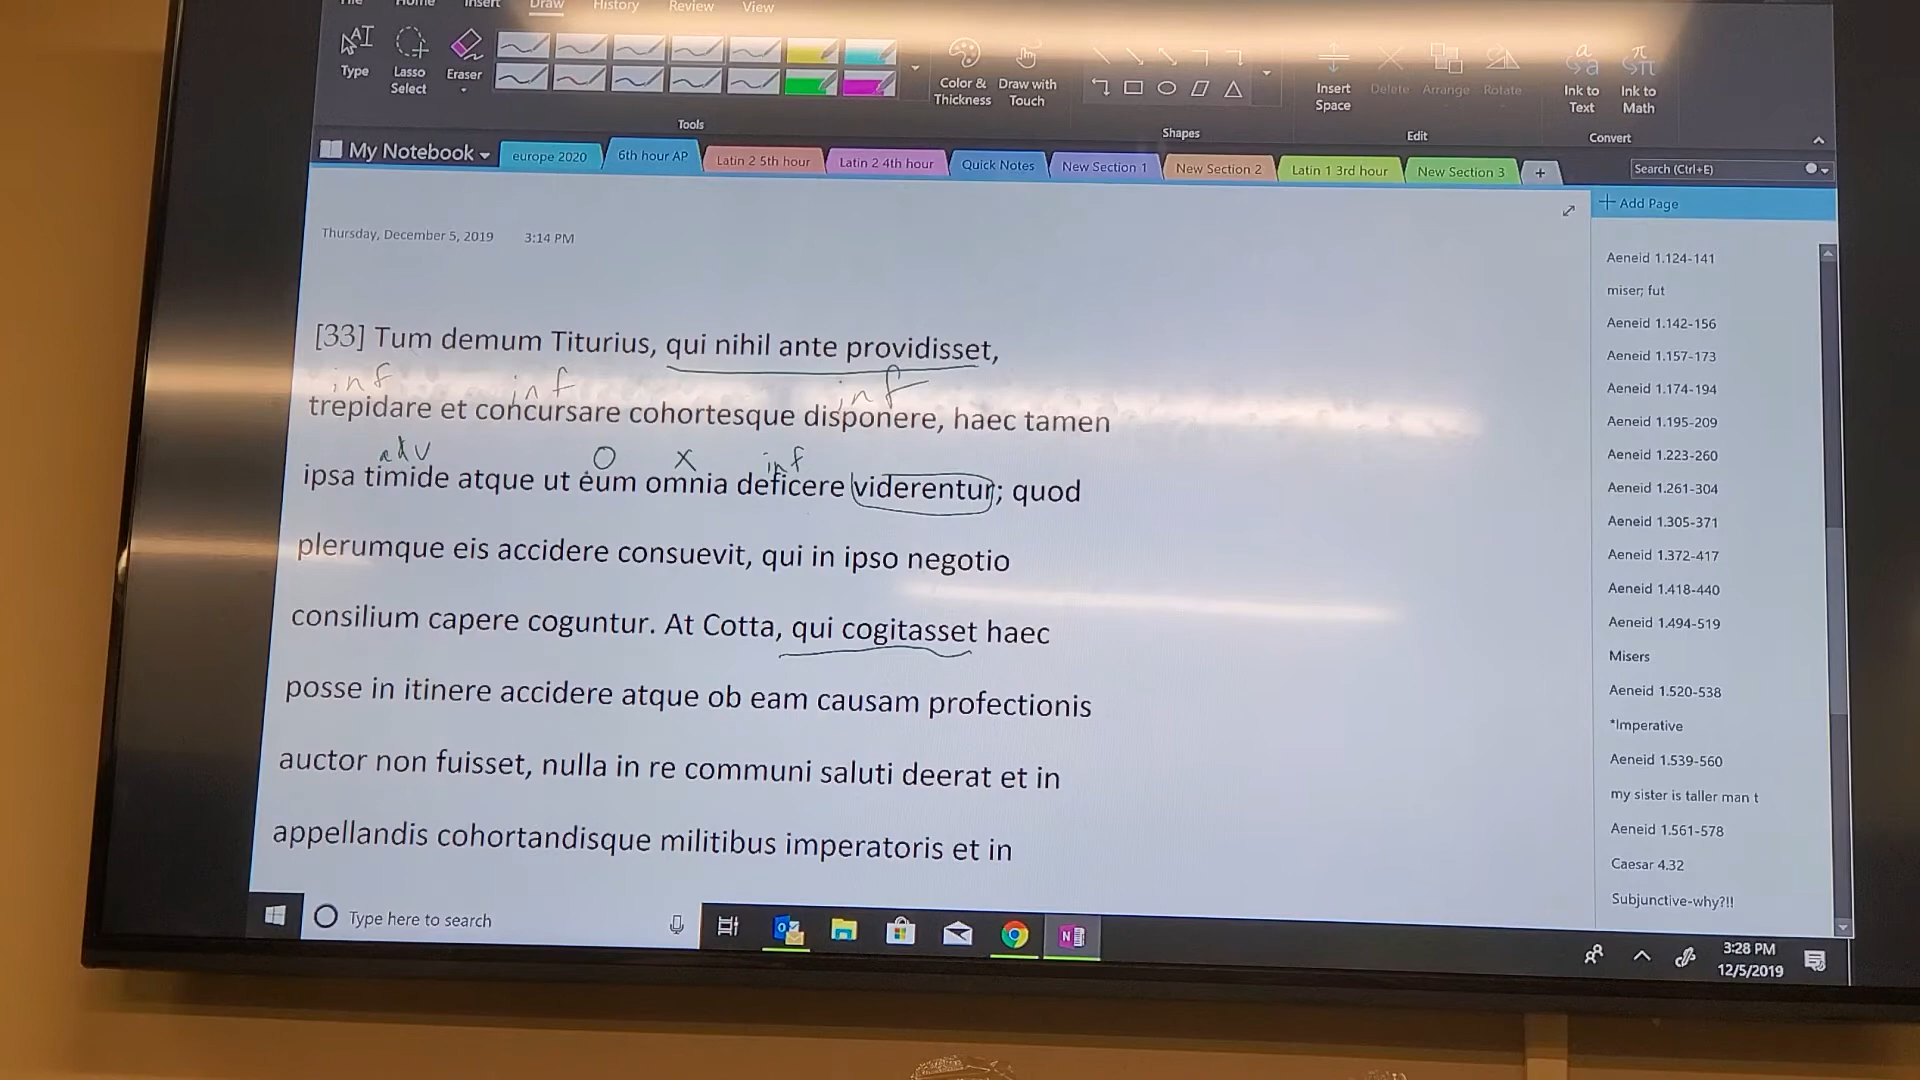 Home Insert Draw History Review View
Type
Lasso Select
Eraser
Color & Thickness
Draw with Touch
Insert Space
Delete
Arrange
Rotate
Ink to Text
Ink to Math
Tools
Shapes
Edit
Convert
My Notebook
europe 2020
6th hour AP
Latin 2 5th hour
Latin 2 4th hour
Quick Notes
New Section 1
New Section 2
Latin 1 3rd hour
New Section 3
+
Search (Ctrl+E)
Thursday, December 5, 2019 3:14 PM
[33] Tum demum Titurius, qui nihil ante providisset,
inf inf inf
trepidare et concursare cohortesque disponere, haec tamen
adv O X inf
ipsa timide atque ut eum omnia deficere viderentur; quod
plerumque eis accidere consuevit, qui in ipso negotio
consilium capere coguntur. At Cotta, qui cogitasset haec
posse in itinere accidere atque ob eam causam profectionis
auctor non fuisset, nulla in re communi saluti deerat et in
appellandis cohortandisque militibus imperatoris et in
+ Add Page
Aeneid 1.124-141
miser; fut
Aeneid 1.142-156
Aeneid 1.157-173
Aeneid 1.174-194
Aeneid 1.195-209
Aeneid 1.223-260
Aeneid 1.261-304
Aeneid 1.305-371
Aeneid 1.372-417
Aeneid 1.418-440
Aeneid 1.494-519
Misers
Aeneid 1.520-538
*Imperative
Aeneid 1.539-560
my sister is taller man t
Aeneid 1.561-578
Caesar 4.32
Subjunctive-why?!!
Type here to search
3:28 PM
12/5/2019